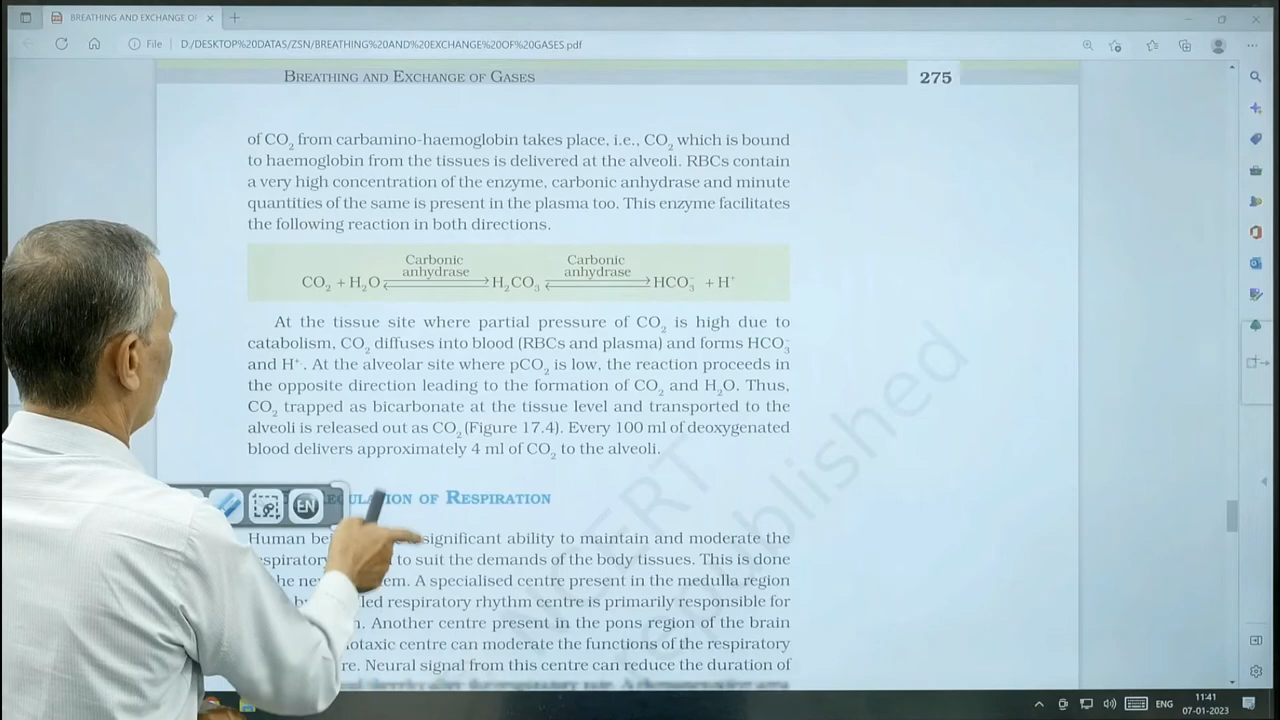 BREATHING AND EXCHANGE OF
File D:/DESKTOP%20DATAS/ZSN/BREATHING%20AND%20EXCHANGE%20OF%20GASES.pdf
BREATHING AND EXCHANGE OF GASES 275
of CO₂ from carbamino-haemoglobin takes place, i.e., CO₂ which is bound
to haemoglobin from the tissues is delivered at the alveoli. RBCs contain
a very high concentration of the enzyme, carbonic anhydrase and minute
quantities of the same is present in the plasma too. This enzyme facilitates
the following reaction in both directions.
Carbonic Carbonic
anhydrase anhydrase
CO₂ + H₂O H₂CO₃ HCO₃⁻ + H⁺
At the tissue site where partial pressure of CO₂ is high due to
catabolism, CO₂ diffuses into blood (RBCs and plasma) and forms HCO₃⁻
and H⁺. At the alveolar site where pCO₂ is low, the reaction proceeds in
the opposite direction leading to the formation of CO₂ and H₂O. Thus,
CO₂ trapped as bicarbonate at the tissue level and transported to the
alveoli is released out as CO₂ (Figure 17.4). Every 100 ml of deoxygenated
blood delivers approximately 4 ml of CO₂ to the alveoli.
EN
OF RESPIRATION
Human significant ability to maintain and moderate the
to suit the demands of the body tissues. This is done
A specialised centre present in the medulla region
respiratory rhythm centre is primarily responsible for
Another centre present in the pons region of the brain
centre can moderate the functions of the respiratory
Neural signal from this centre can reduce the duration of
NCERT
republished
ENG
11:41
07-01-2023